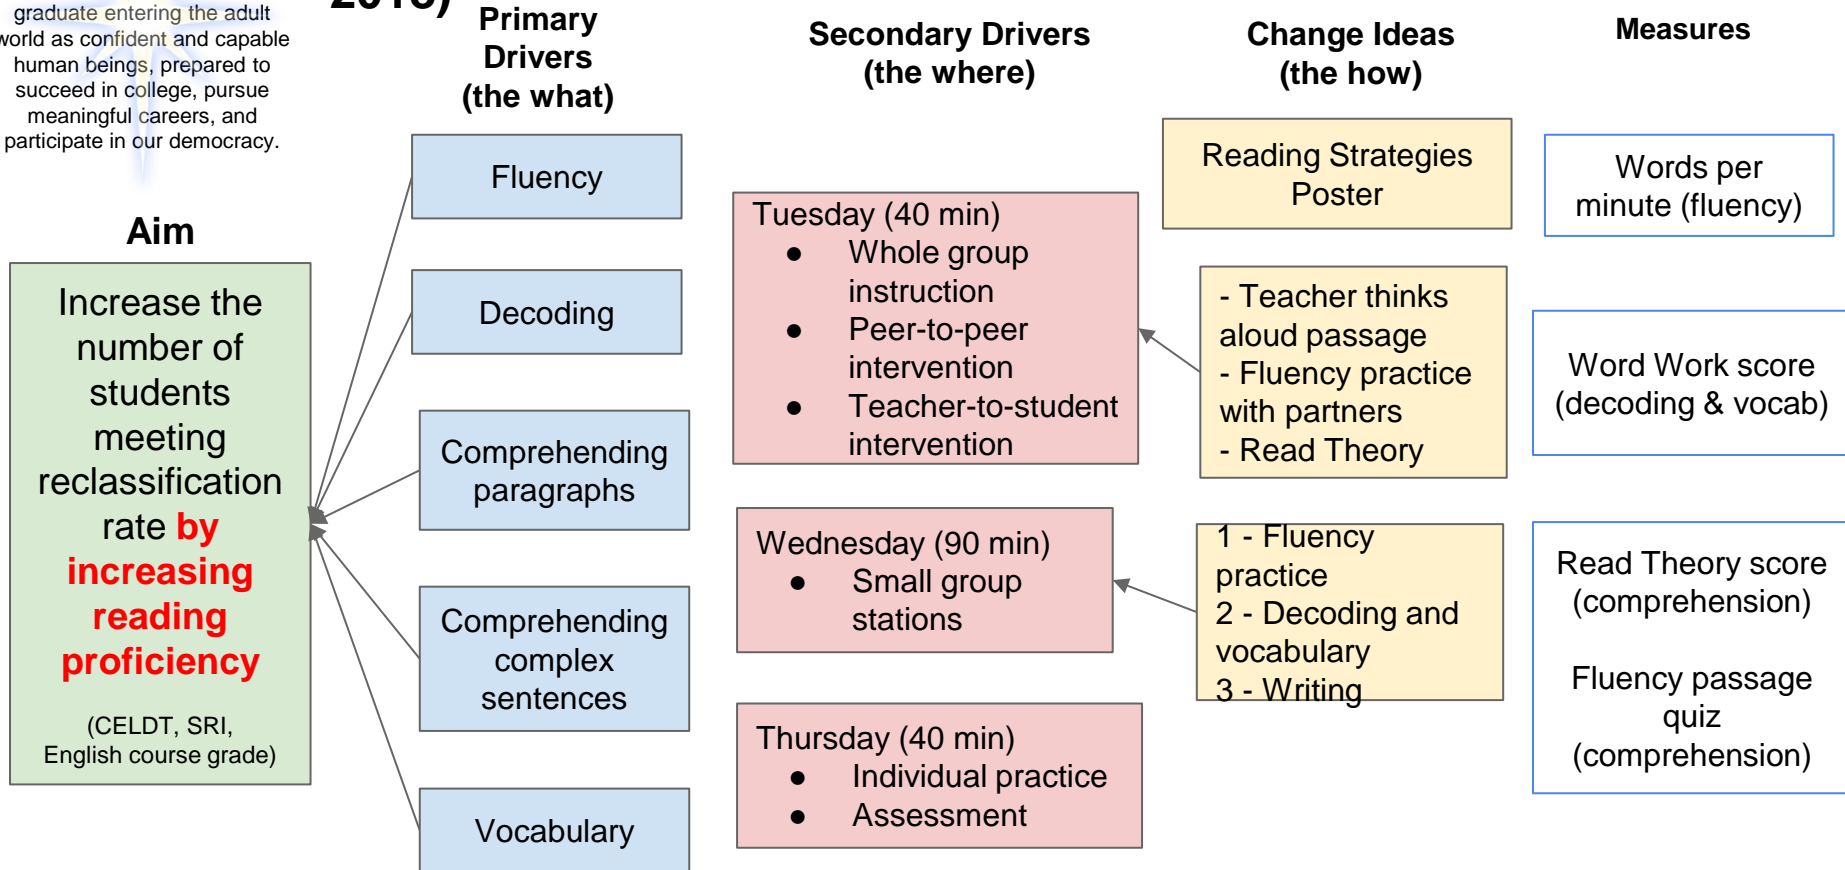 graduate entering the adult
world as confident and capable
human beings, prepared to
succeed in college, pursue
meaningful careers, and
participate in our democracy.
Aim
Increase the
number of
students
meeting
reclassification
rate by
increasing
reading
proficiency
(CELDT, SRI,
English course grade)
Primary
Drivers
(the what)
Fluency
Decoding
Comprehending
paragraphs
Comprehending
complex
sentences
Vocabulary
Secondary Drivers
(the where)
Tuesday (40 min)
● Whole group
instruction
● Peer-to-peer
intervention
● Teacher-to-student
intervention
Wednesday (90 min)
● Small group
stations
Thursday (40 min)
● Individual practice
● Assessment
Change Ideas
(the how)
Reading Strategies
Poster
- Teacher thinks
aloud passage
- Fluency practice
with partners
- Read Theory
1 - Fluency
practice
2 - Decoding and
vocabulary
3 - Writing
Measures
Words per
minute (fluency)
Word Work score
(decoding & vocab)
Read Theory score
(comprehension)
Fluency passage
quiz
(comprehension)